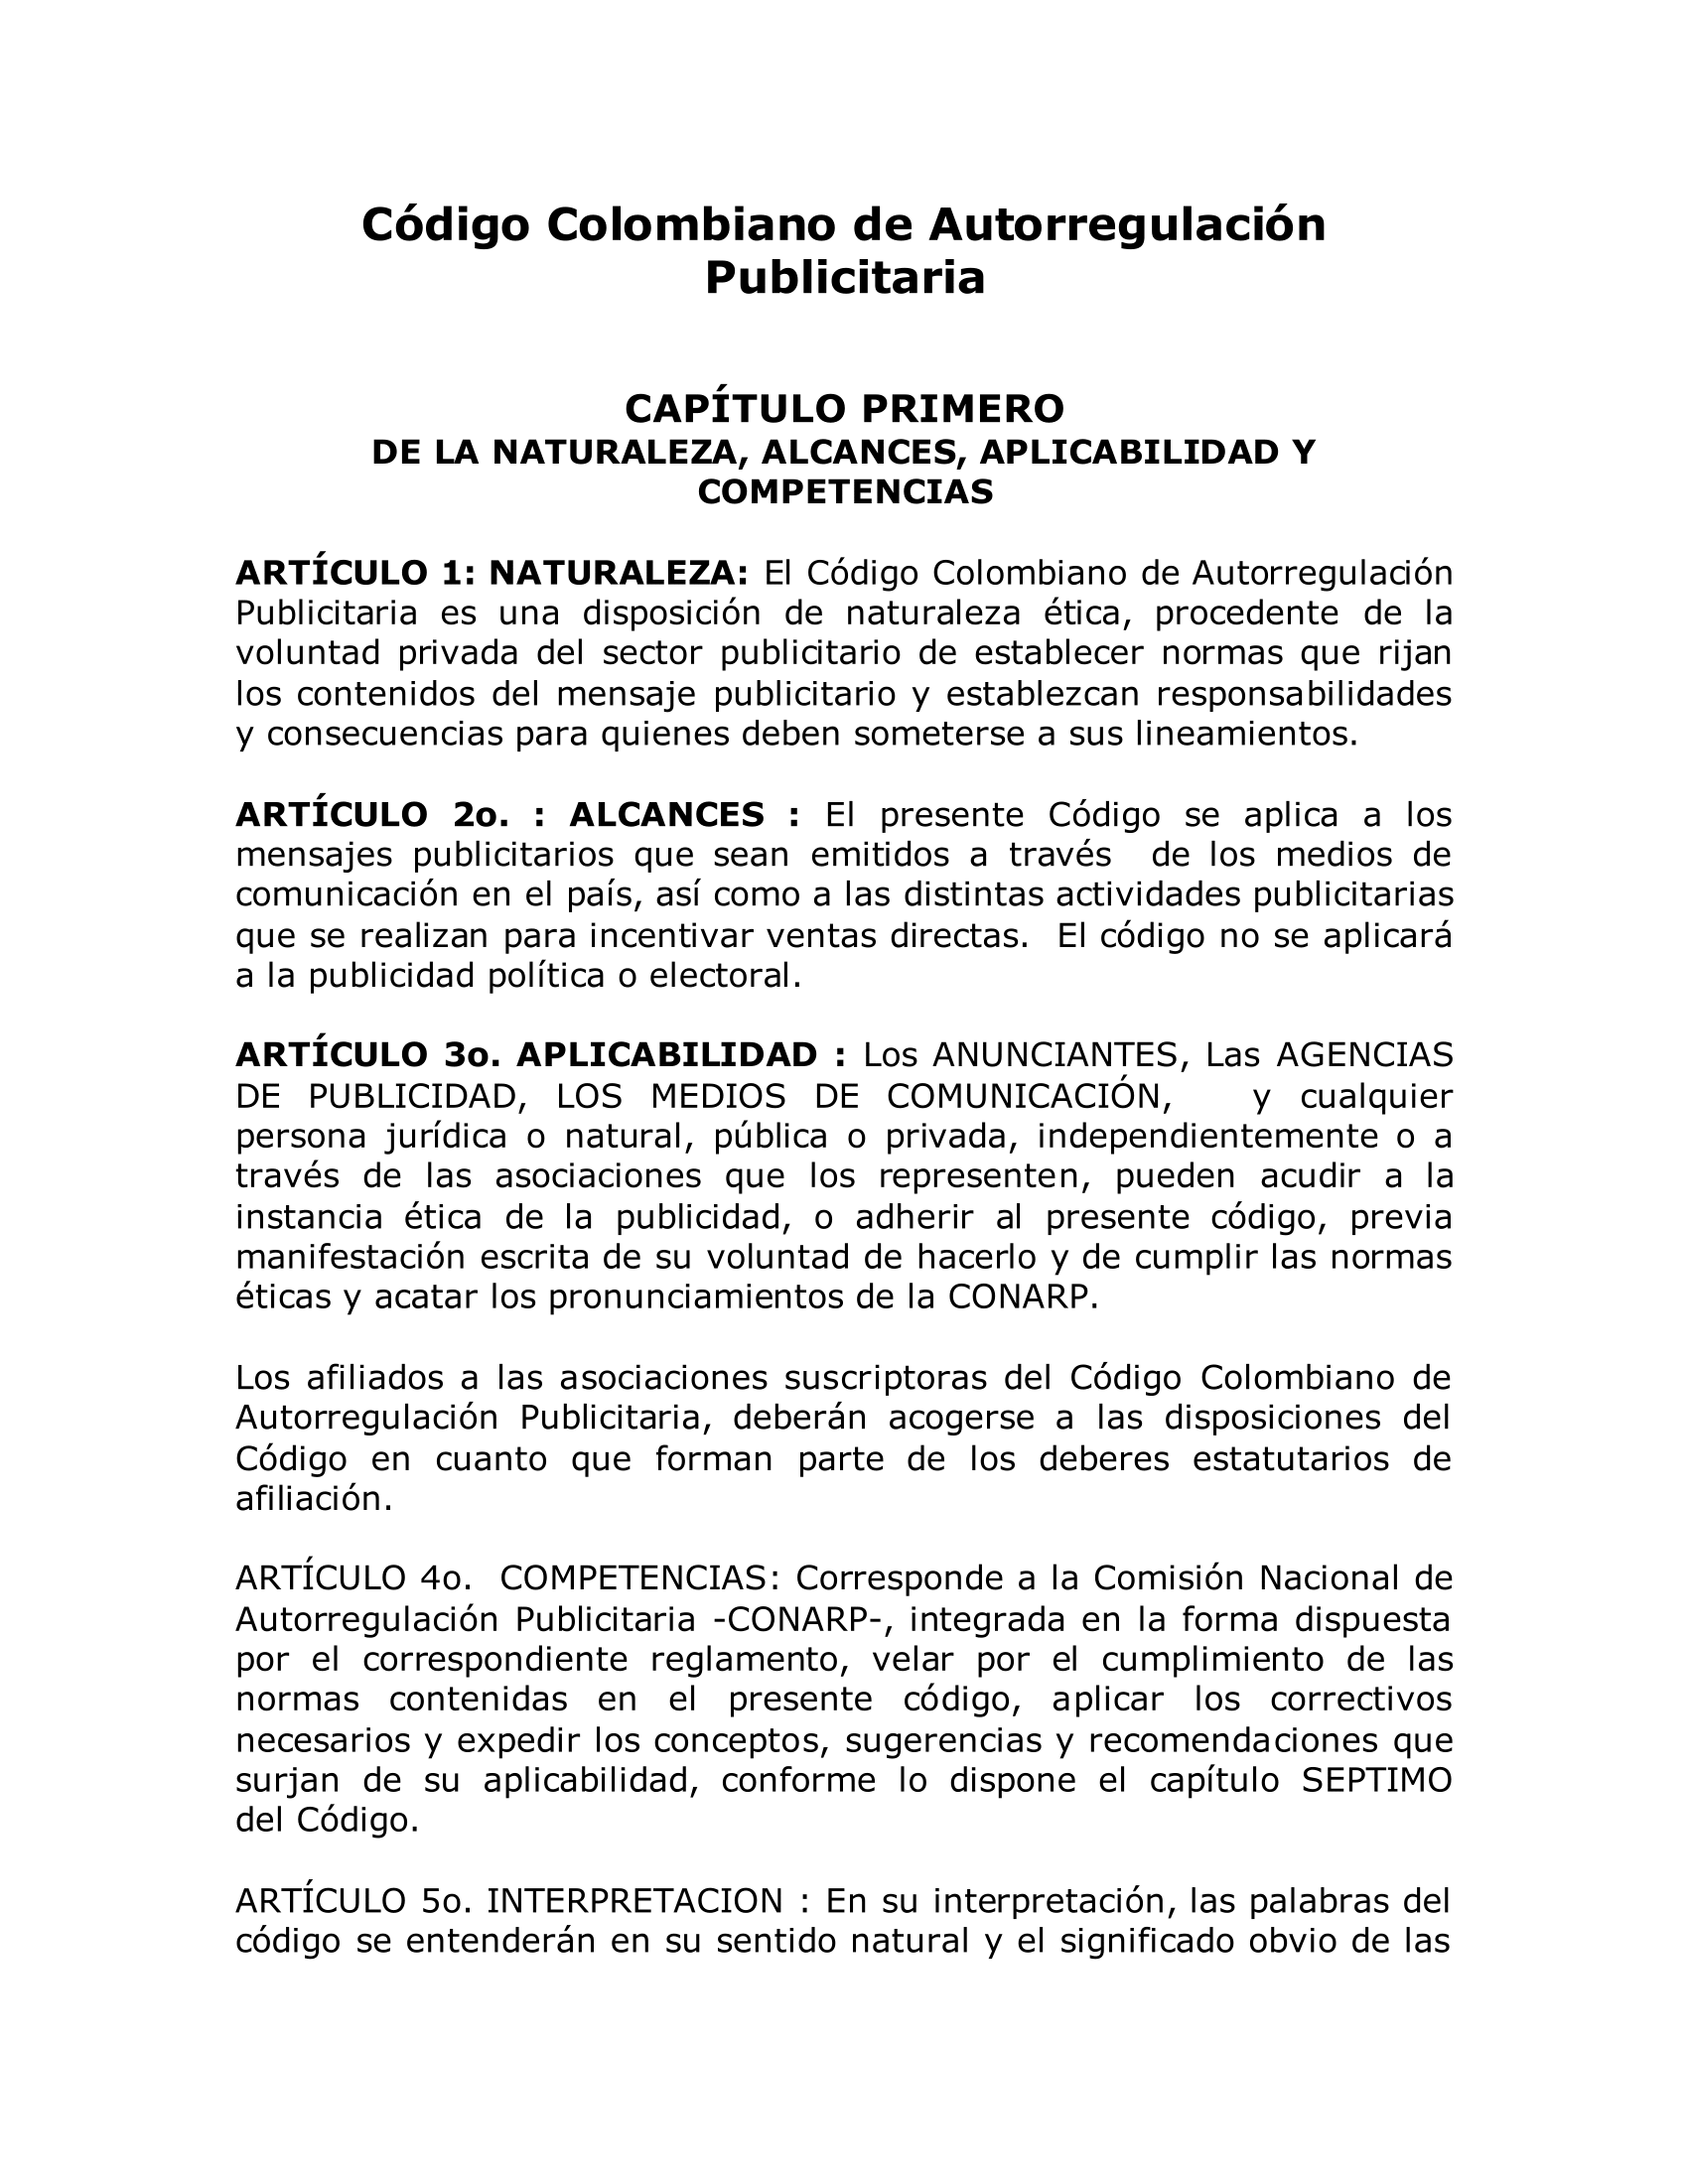 Código Colombiano de Autorregulación
Publicitaria
CAPÍTULO PRIMERO
DE LA NATURALEZA, ALCANCES, APLICABILIDAD Y
COMPETENCIAS
ARTÍCULO 1: NATURALEZA: El Código Colombiano de Autorregulación
Publicitaria es una disposición de naturaleza ética, procedente de la
voluntad privada del sector publicitario de establecer normas que rijan
los contenidos del mensaje publicitario y establezcan responsabilidades
y consecuencias para quienes deben someterse a sus lineamientos.
ARTÍCULO 2o. : ALCANCES : El presente Código se aplica a los
mensajes publicitarios que sean emitidos a través de los medios de
comunicación en el país, así como a las distintas actividades publicitarias
que se realizan para incentivar ventas directas. El código no se aplicará
a la publicidad política o electoral.
ARTÍCULO 3o. APLICABILIDAD : Los ANUNCIANTES, Las AGENCIAS
DE PUBLICIDAD, LOS MEDIOS DE COMUNICACIÓN, y cualquier
persona jurídica o natural, pública o privada, independientemente o a
través de las asociaciones que los representen, pueden acudir a la
instancia ética de la publicidad, o adherir al presente código, previa
manifestación escrita de su voluntad de hacerlo y de cumplir las normas
éticas y acatar los pronunciamientos de la CONARP.
Los afiliados a las asociaciones suscriptoras del Código Colombiano de
Autorregulación Publicitaria, deberán acogerse a las disposiciones del
Código en cuanto que forman parte de los deberes estatutarios de
afiliación.
ARTÍCULO 4o. COMPETENCIAS: Corresponde a la Comisión Nacional de
Autorregulación Publicitaria -CONARP-, integrada en la forma dispuesta
por el correspondiente reglamento, velar por el cumplimiento de las
normas contenidas en el presente código, aplicar los correctivos
necesarios y expedir los conceptos, sugerencias y recomendaciones que
surjan de su aplicabilidad, conforme lo dispone el capítulo SEPTIMO
del Código.
ARTÍCULO 5o. INTERPRETACION : En su interpretación, las palabras del
código se entenderán en su sentido natural y el significado obvio de las